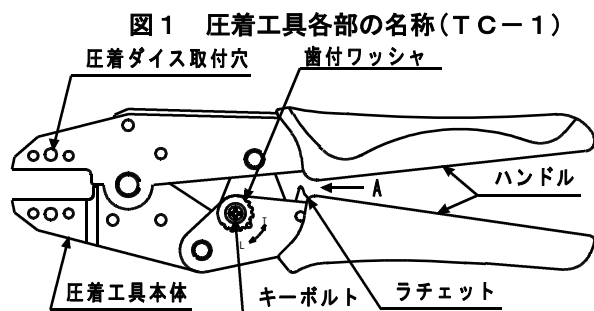 図１　圧着工具各部の名称（ＴＣ－１）
圧着ダイス取付穴
歯付ワッシャ
ハンドル
A
T
L
圧着工具本体
キーボルト
ラチェット